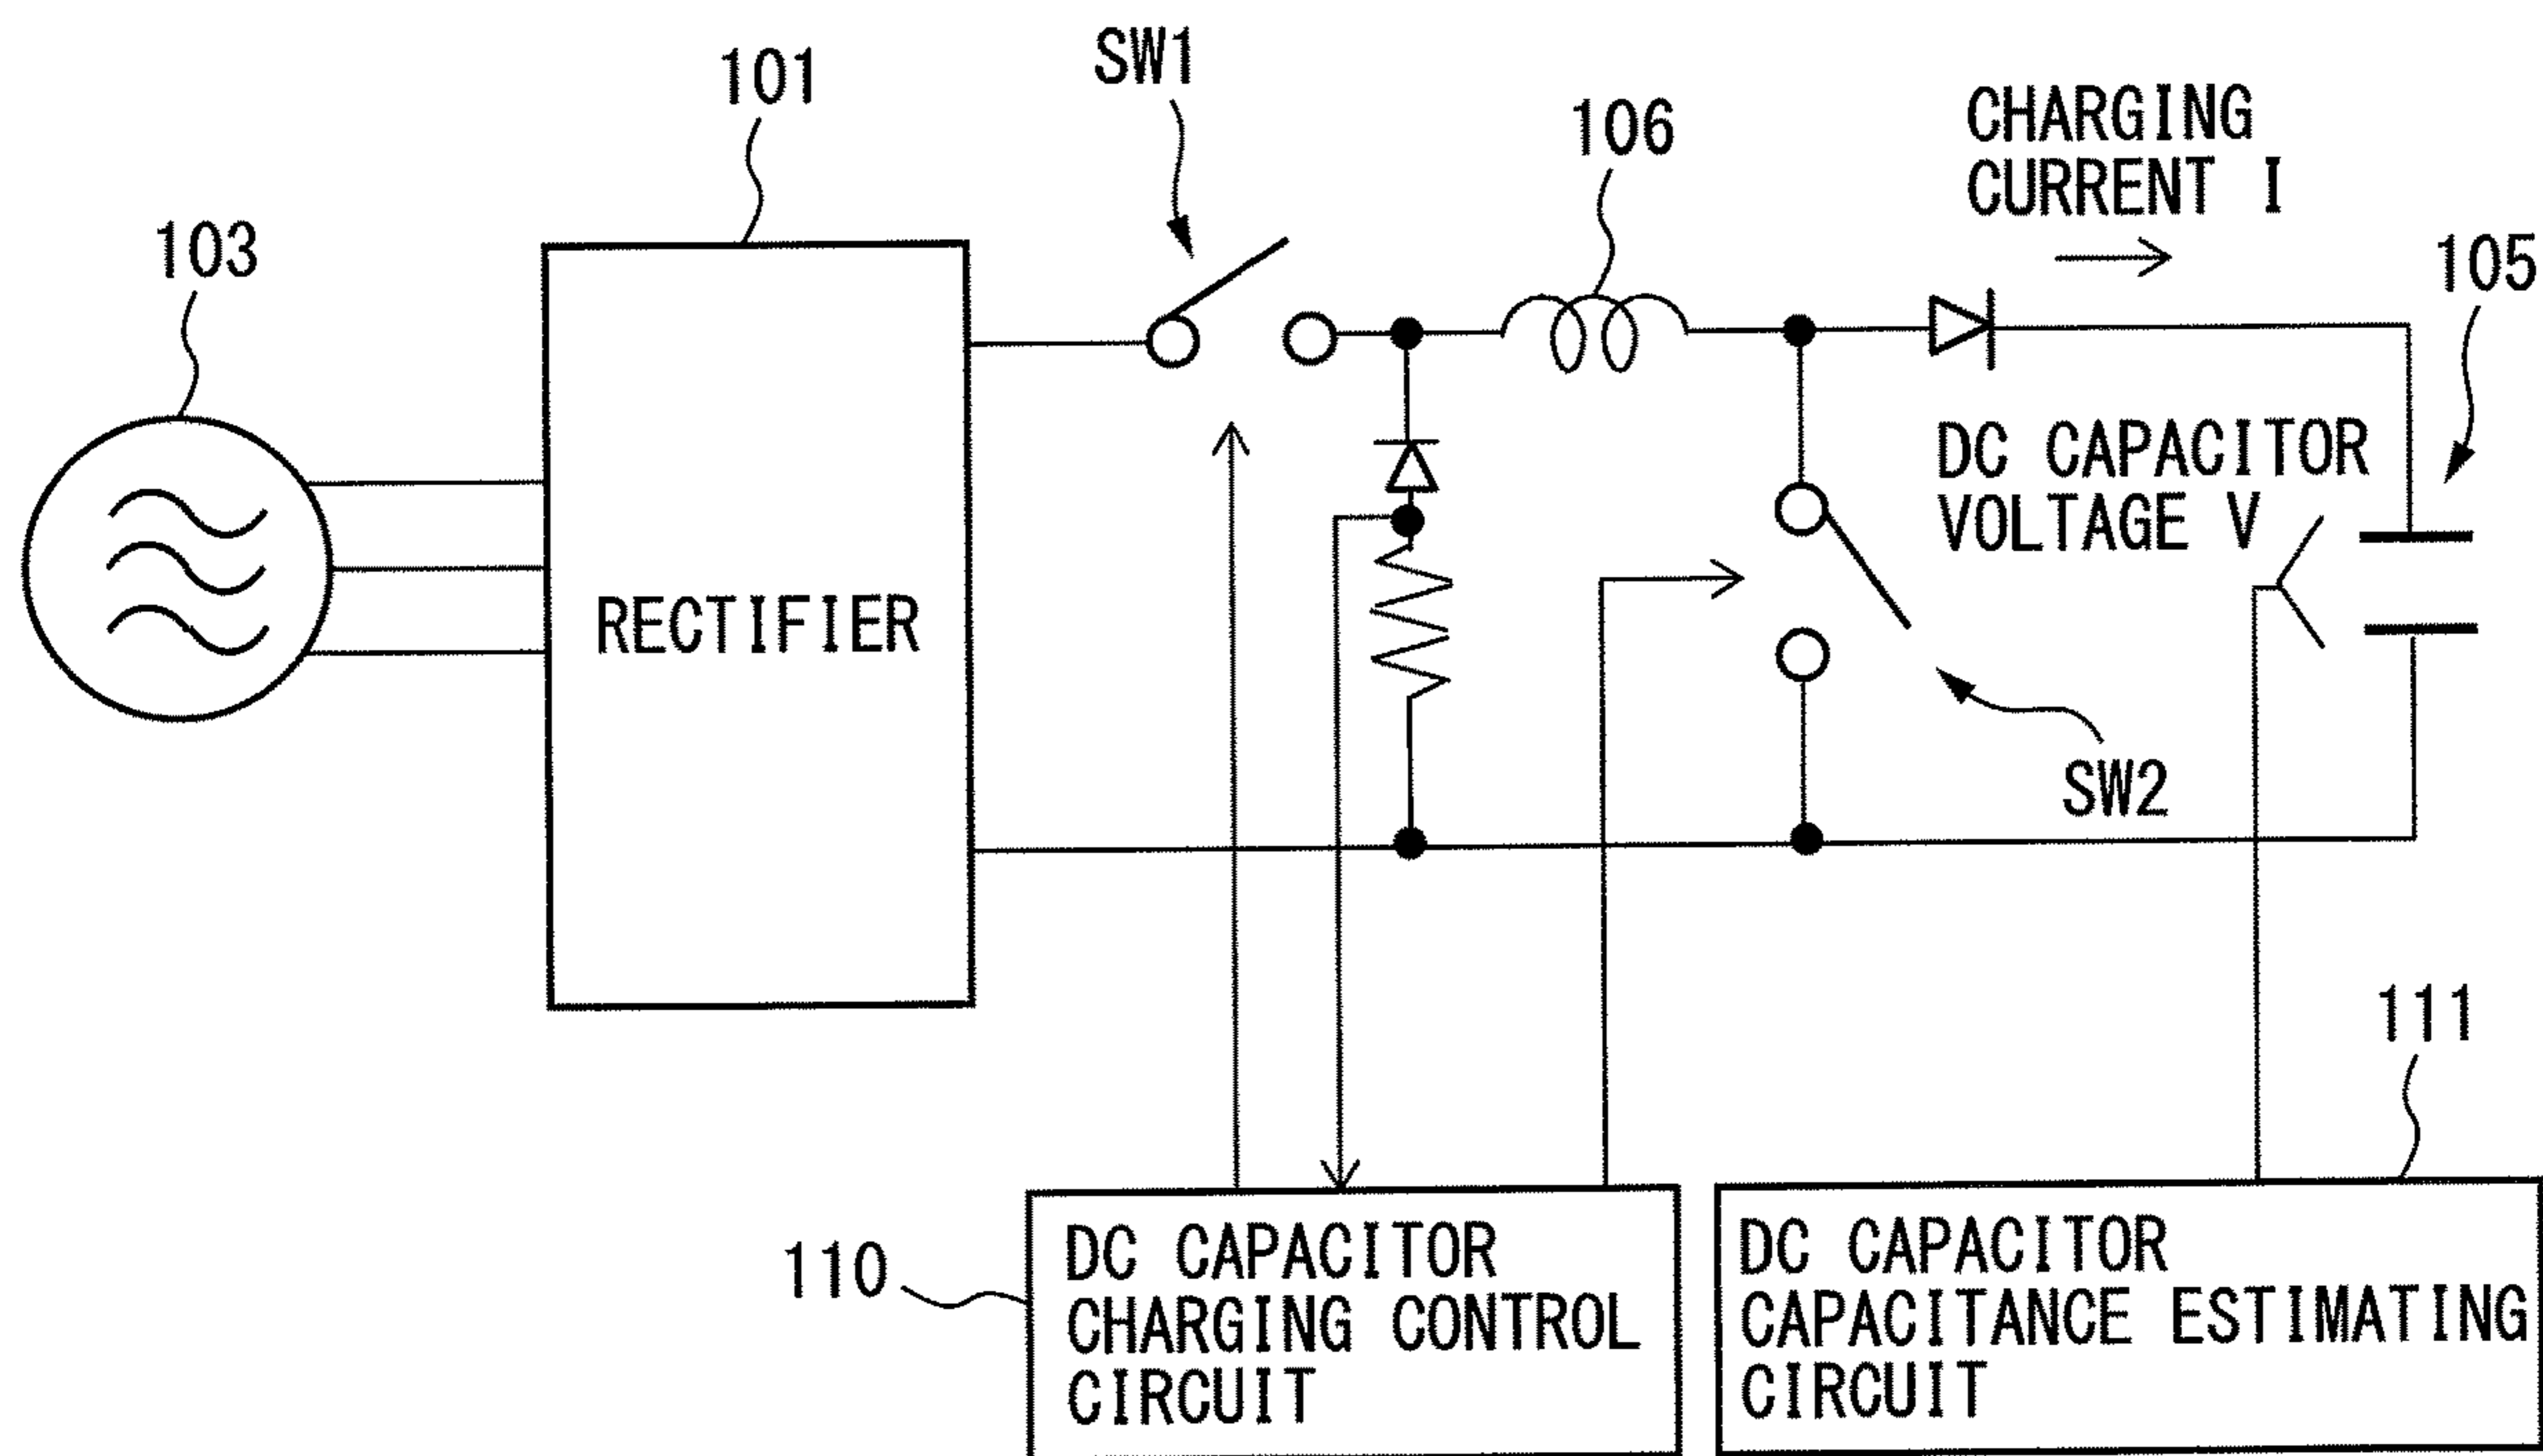 SW1
101
106
CHARGING
CURRENT I
103
105
DC CAPACITOR
VOLTAGE V
RECTIFIER
SW2
111
110
DC CAPACITOR
CHARGING CONTROL
CIRCUIT
DC CAPACITOR
CAPACITANCE ESTIMATING
CIRCUIT